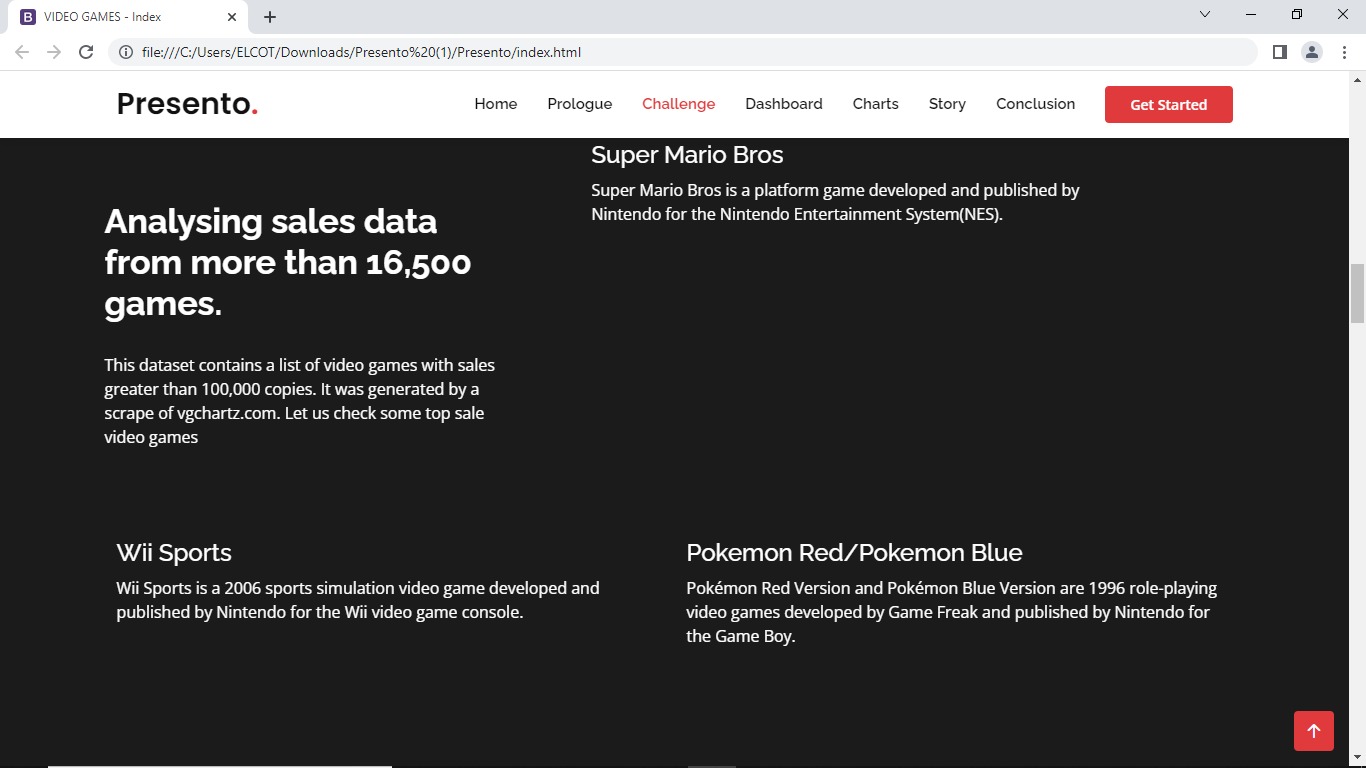 VIDEO GAMES - Index
file:///C:/Users/ELCOT/Downloads/Presento%20(1)/Presento/index.html
Presento.
Home Prologue Challenge Dashboard Charts Story Conclusion Get Started
Super Mario Bros
Super Mario Bros is a platform game developed and published by
Nintendo for the Nintendo Entertainment System(NES).
Analysing sales data
from more than 16,500
games.
This dataset contains a list of video games with sales
greater than 100,000 copies. It was generated by a
scrape of vgchartz.com. Let us check some top sale
video games
Wii Sports
Wii Sports is a 2006 sports simulation video game developed and
published by Nintendo for the Wii video game console.
Pokemon Red/Pokemon Blue
Pokémon Red Version and Pokémon Blue Version are 1996 role-playing
video games developed by Game Freak and published by Nintendo for
the Game Boy.